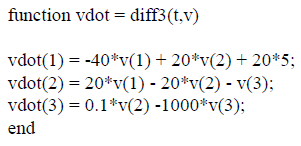 function vdot = diff3(t,v)
vdot(1) = -40*v(1) + 20*v(2) + 20*5;
vdot(2) = 20*v(1) - 20*v(2) - v(3);
vdot(3) = 0.1*v(2) -1000*v(3);
end